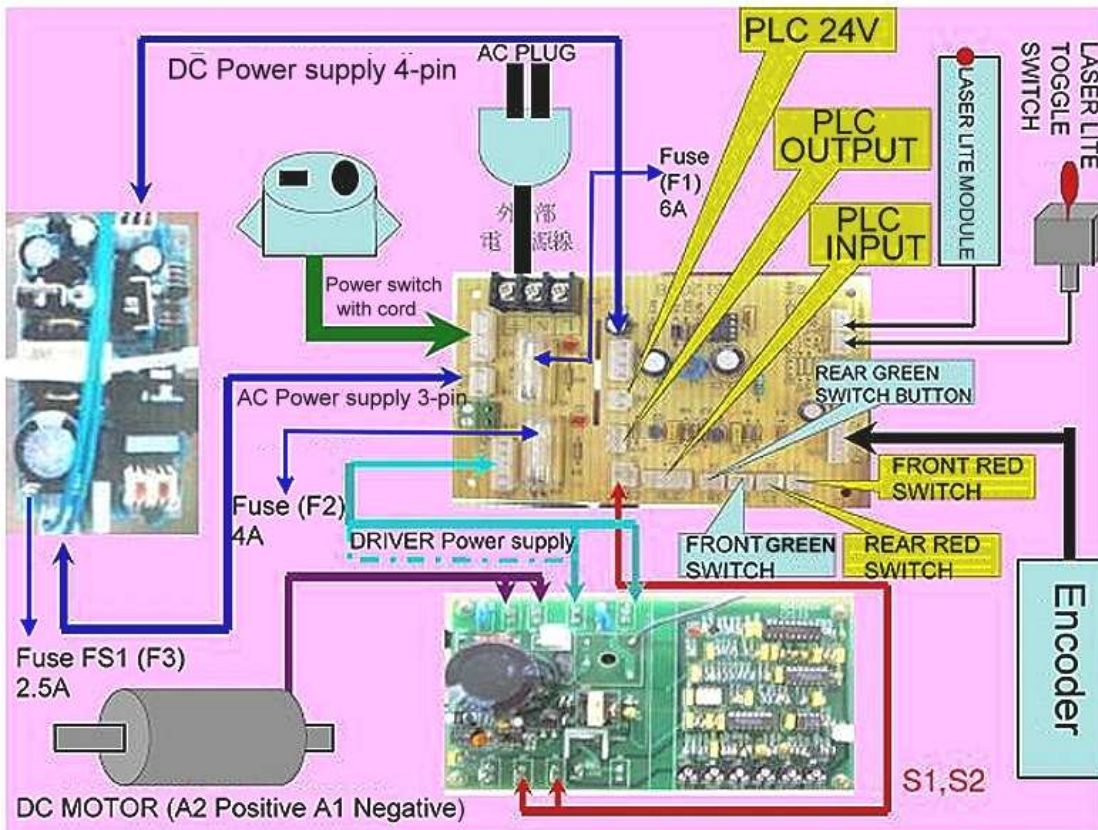 DC Power supply 4-pin
AC PLUG
PLC 24V
PLC
OUTPUT
PLC
INPUT
Fuse
(F1)
6A
LASER LITE MODULE
LASER LITE
TOGGLE
SWITCH
外 部
電 源線
Power switch
with cord
AC Power supply 3-pin
REAR GREEN
SWITCH BUTTON
FRONT RED
SWITCH
Fuse (F2)
4A
DRIVER Power supply
FRONT GREEN
SWITCH
REAR RED
SWITCH
Encoder
Fuse FS1 (F3)
2.5A
DC MOTOR (A2 Positive A1 Negative)
S1,S2